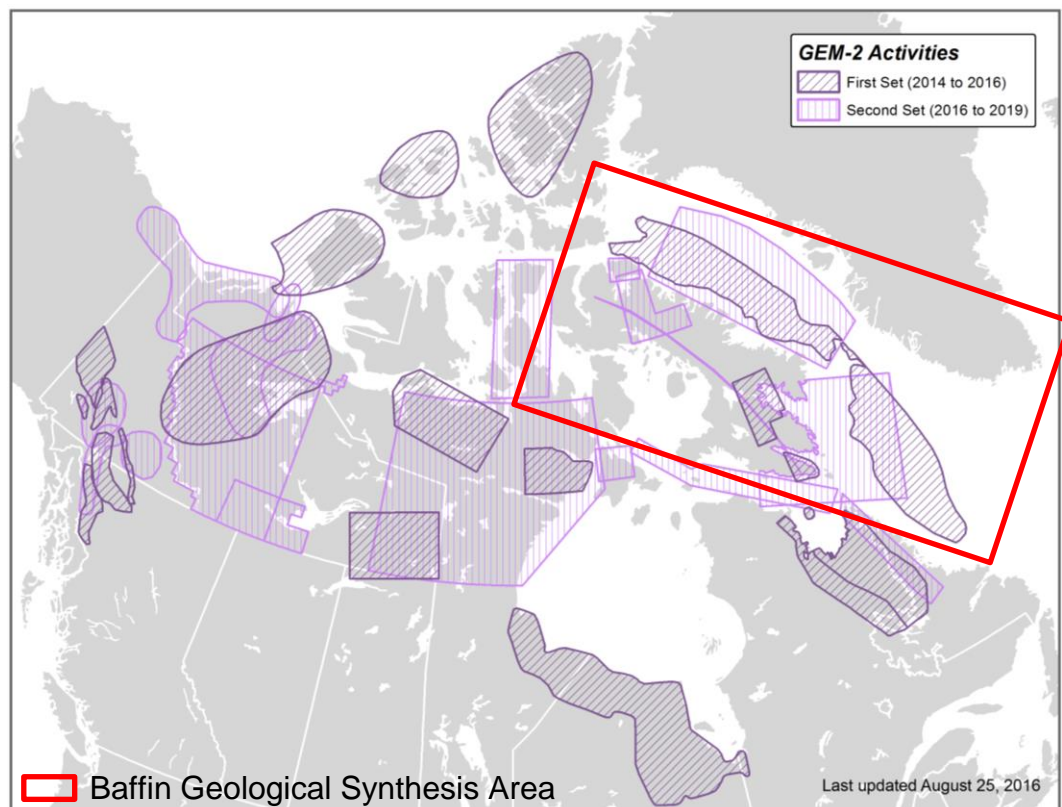 GEM-2 Activities
First Set (2014 to 2016)
Second Set (2016 to 2019)
Baffin Geological Synthesis Area
Last updated August 25, 2016